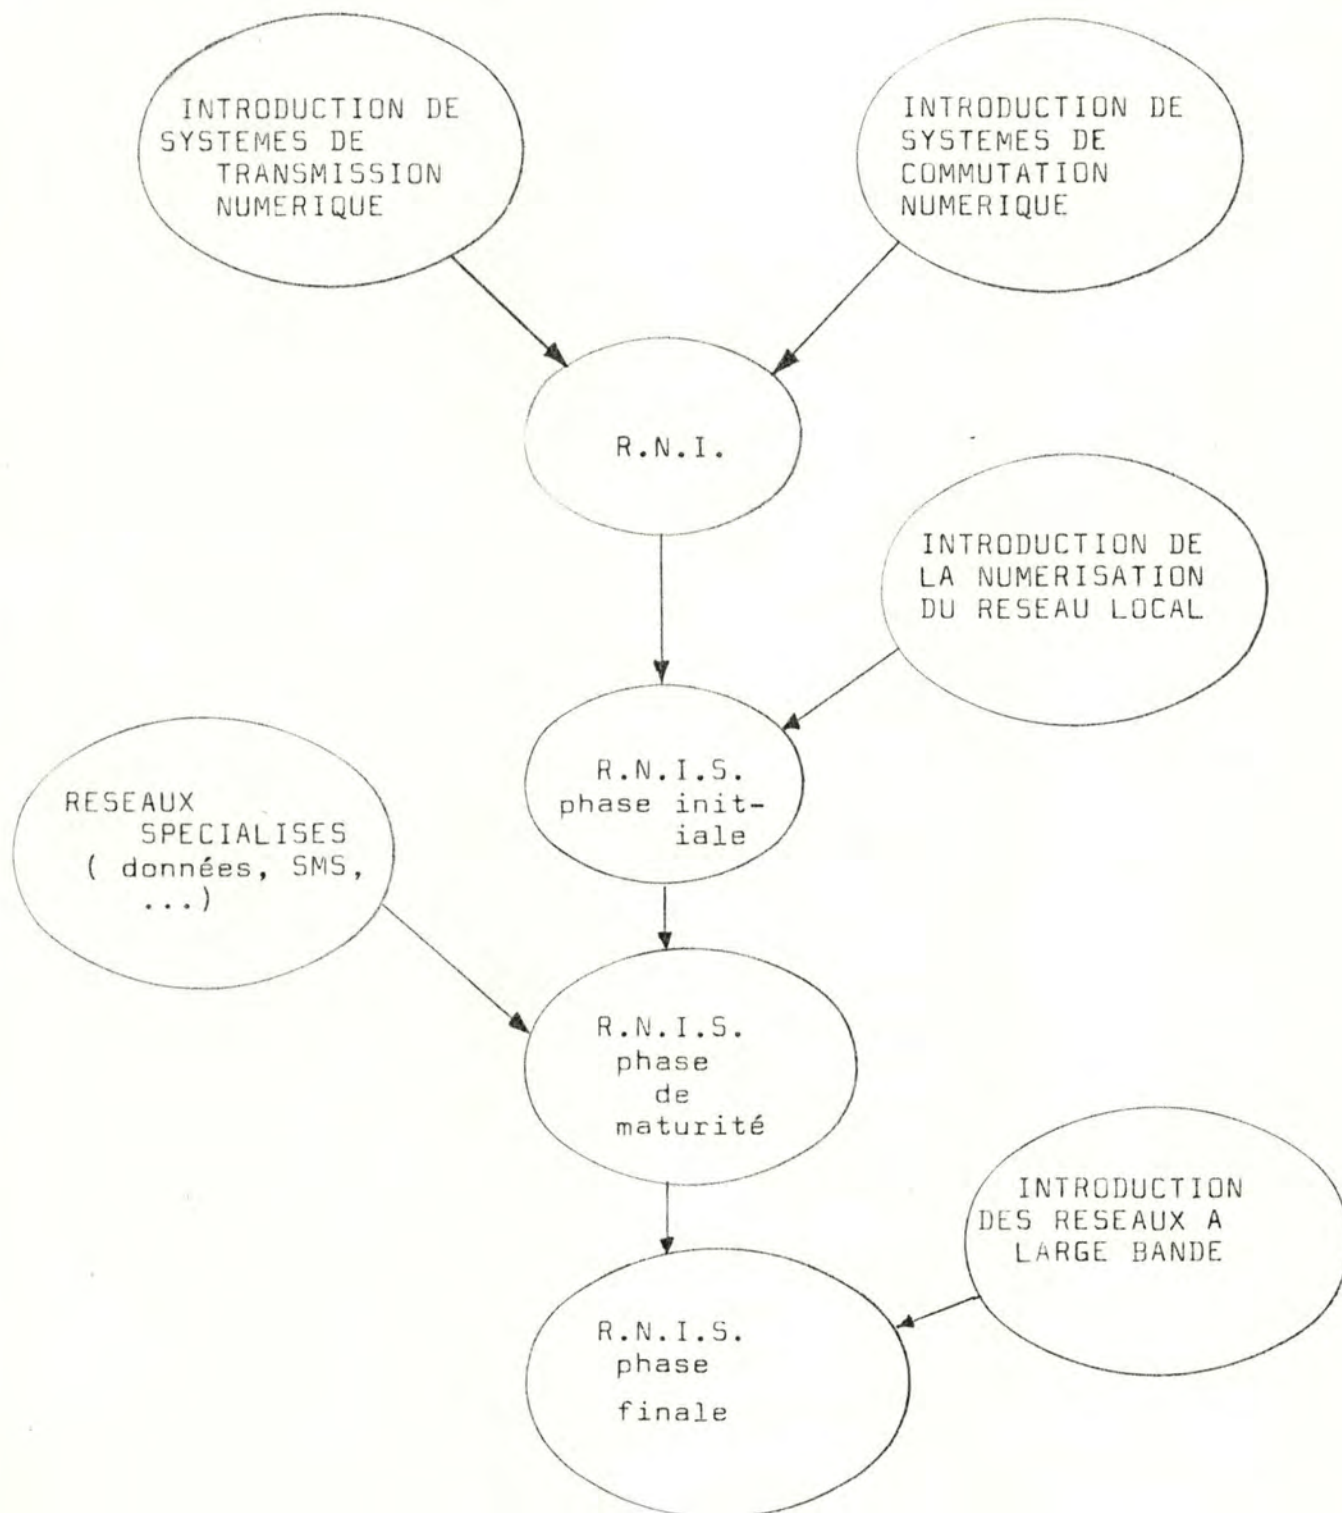 INTRODUCTION DE
SYSTEMES DE
TRANSMISSION
NUMERIQUE
INTRODUCTION DE
SYSTEMES DE
COMMUTATION
NUMERIQUE
R.N.I.
INTRODUCTION DE
LA NUMERISATION
DU RESEAU LOCAL
R.N.I.S.
phase init-
iale
RESEAUX
SPECIALISES
( données, SMS,
...)
R.N.I.S.
phase
de
maturité
INTRODUCTION
DES RESEAUX A
LARGE BANDE
R.N.I.S.
phase
finale